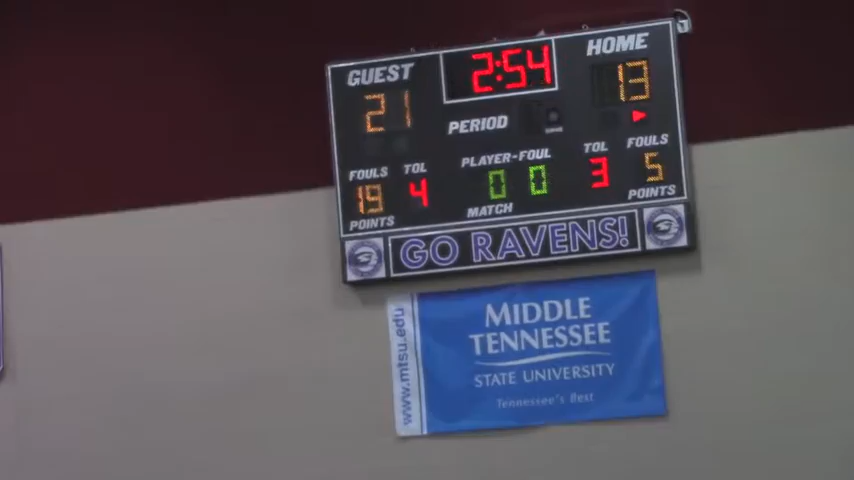 GUEST 2:54 HOME
21 13
PERIOD
FOULS TOL PLAYER-FOUL TOL FOULS
19 4 0 0 3 5
POINTS MATCH POINTS
GO RAVENS!
www.mtsu.edu
MIDDLE
TENNESSEE
STATE UNIVERSITY
Tennessee's Best